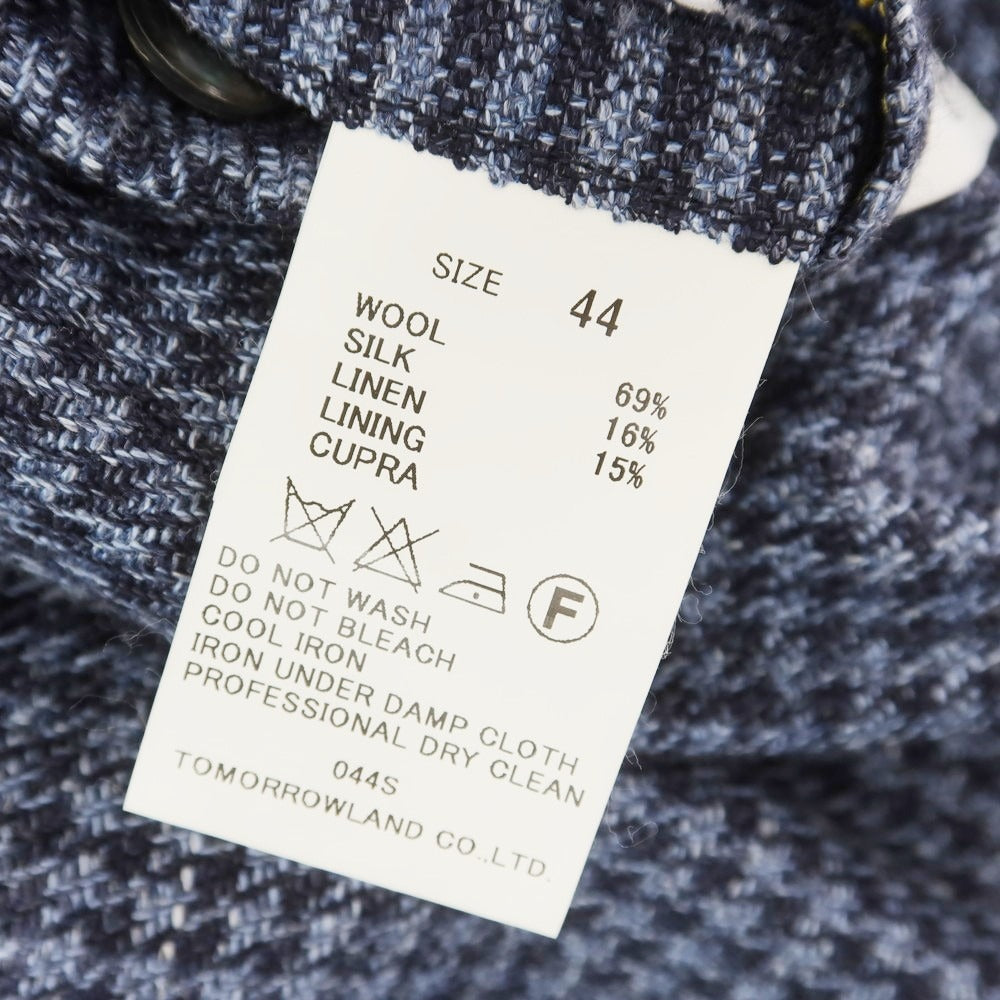 SIZE 44
WOOL 69%
SILK 16%
LINEN 15%
LINING
CUPRA
F
DO NOT WASH
DO NOT BLEACH
COOL IRON
IRON UNDER DAMP CLOTH
PROFESSIONAL DRY CLEAN
044S
TOMORROWLAND CO.,LTD.